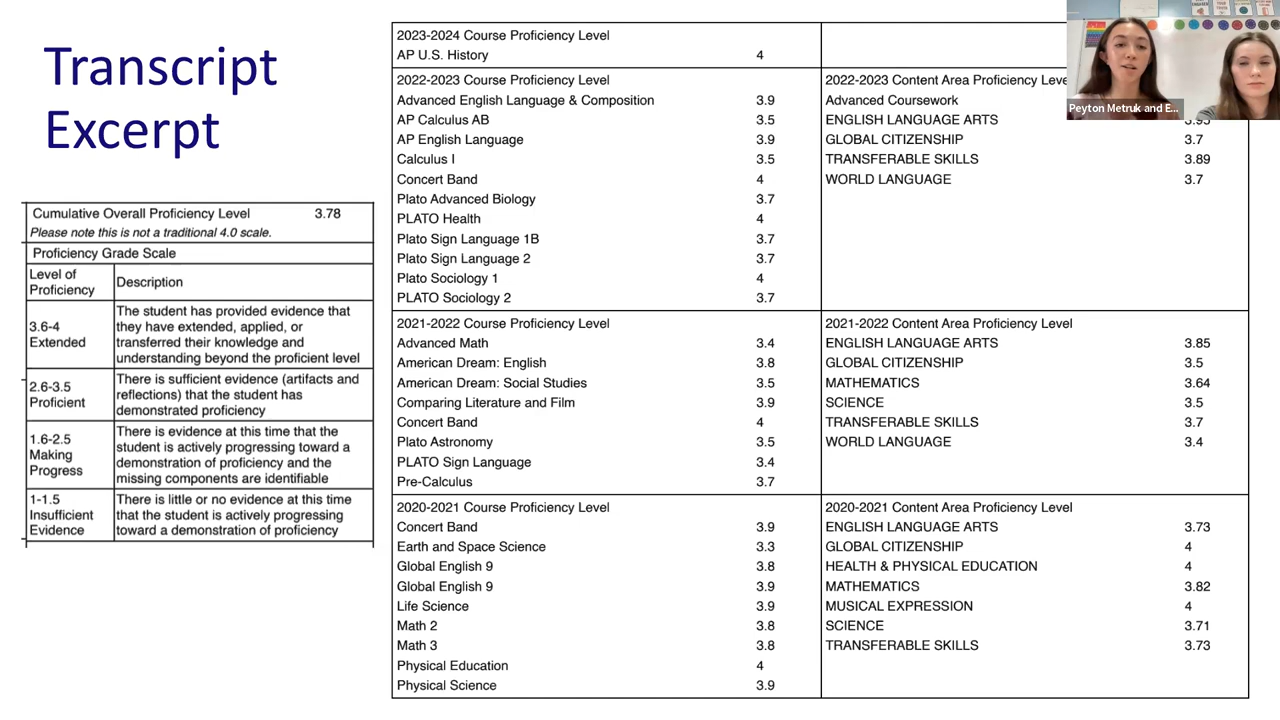 Transcript
Excerpt
Cumulative Overall Proficiency Level 3.78
Please note this is not a traditional 4.0 scale.
Proficiency Grade Scale
Level of Proficiency Description
3.6-4 Extended The student has provided evidence that they have extended, applied, or transferred their knowledge and understanding beyond the proficient level
2.6-3.5 Proficient There is sufficient evidence (artifacts and reflections) that the student has demonstrated proficiency
1.6-2.5 Making Progress There is evidence at this time that the student is actively progressing toward a demonstration of proficiency and the missing components are identifiable
1-1.5 Insufficient Evidence There is little or no evidence at this time that the student is actively progressing toward a demonstration of proficiency
2023-2024 Course Proficiency Level
AP U.S. History 4
2022-2023 Course Proficiency Level
Advanced English Language & Composition 3.9
AP Calculus AB 3.5
AP English Language 3.9
Calculus I 3.5
Concert Band 4
Plato Advanced Biology 3.7
PLATO Health 4
Plato Sign Language 1B 3.7
Plato Sign Language 2 3.7
Plato Sociology 1 4
PLATO Sociology 2 3.7
2022-2023 Content Area Proficiency
Advanced Coursework
ENGLISH LANGUAGE ARTS
GLOBAL CITIZENSHIP 3.7
TRANSFERABLE SKILLS 3.89
WORLD LANGUAGE 3.7
2021-2022 Course Proficiency Level
Advanced Math 3.4
American Dream: English 3.8
American Dream: Social Studies 3.5
Comparing Literature and Film 3.9
Concert Band 4
Plato Astronomy 3.5
PLATO Sign Language 3.4
Pre-Calculus 3.7
2021-2022 Content Area Proficiency Level
ENGLISH LANGUAGE ARTS 3.85
GLOBAL CITIZENSHIP 3.5
MATHEMATICS 3.64
SCIENCE 3.5
TRANSFERABLE SKILLS 3.7
WORLD LANGUAGE 3.4
2020-2021 Course Proficiency Level
Concert Band 3.9
Earth and Space Science 3.3
Global English 9 3.8
Global English 9 3.9
Life Science 3.9
Math 2 3.8
Math 3 3.8
Physical Education 4
Physical Science 3.9
2020-2021 Content Area Proficiency Level
ENGLISH LANGUAGE ARTS 3.73
GLOBAL CITIZENSHIP 4
HEALTH & PHYSICAL EDUCATION 4
MATHEMATICS 3.82
MUSICAL EXPRESSION 4
SCIENCE 3.71
TRANSFERABLE SKILLS 3.73
Peyton Metruk and E...